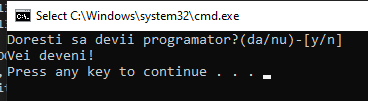 Select C:\Windows\system32\cmd.exe
Doresti sa devii programator?(da/nu)-[y/n]
Vei deveni!
Press any key to continue . . .